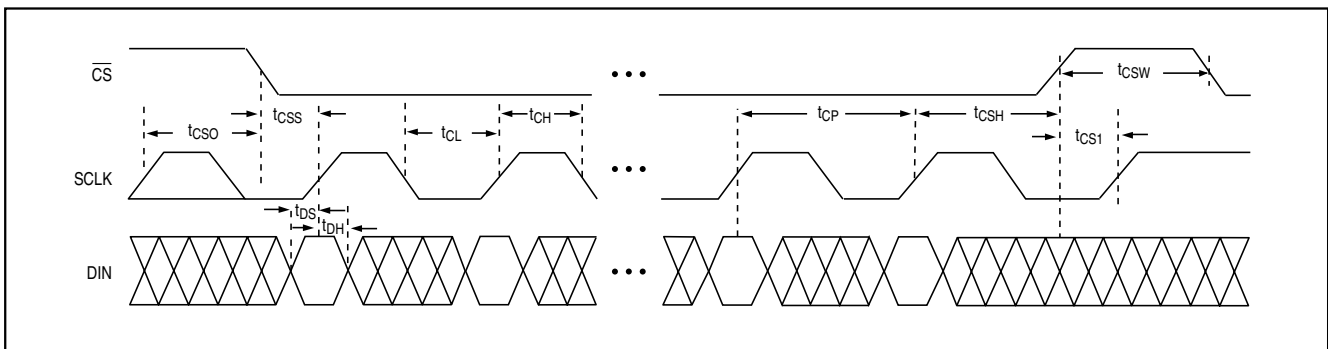 CS
tCSW
tCSS
tCH
tCP
tCSH
tCSO
tCL
tCS1
SCLK
tDS
tDH
DIN